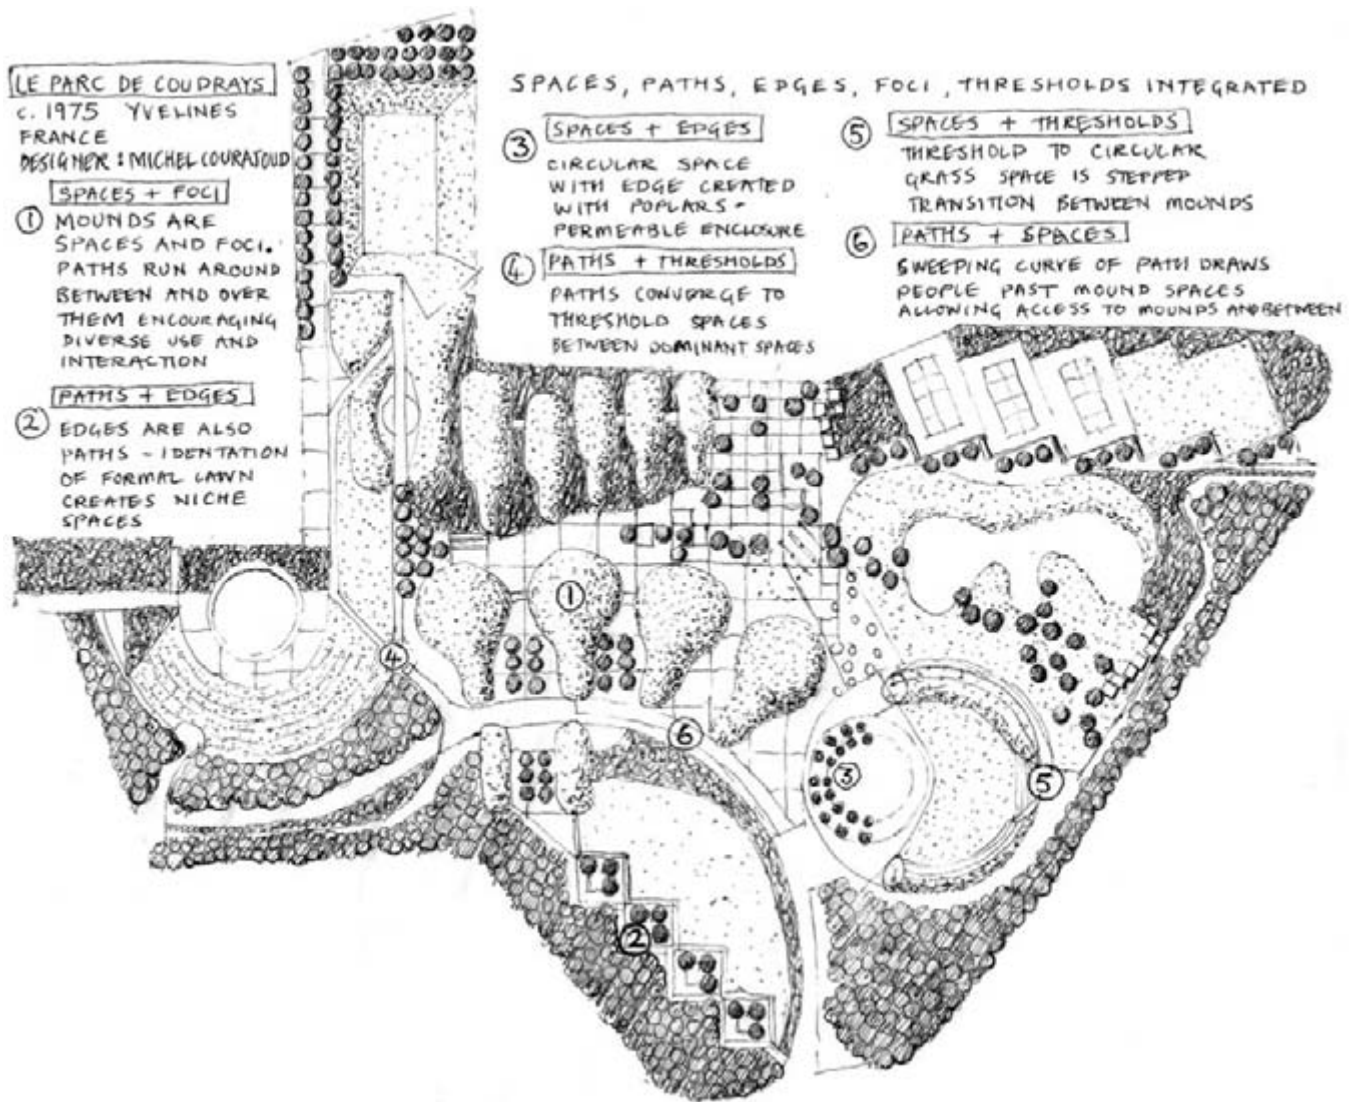 LE PARC DE COUDRAYS
c. 1975 YVELINES
FRANCE
DESIGNER : MICHEL COURAJOUD
SPACES, PATHS, EDGES, FOCI, THRESHOLDS INTEGRATED
SPACES + FOCI
① MOUNDS ARE
SPACES AND FOCI.
PATHS RUN AROUND
BETWEEN AND OVER
THEM ENCOURAGING
DIVERSE USE AND
INTERACTION
PATHS + EDGES
② EDGES ARE ALSO
PATHS - IDENTATION
OF FORMAL LAWN
CREATES NICHE
SPACES
③ SPACES + EDGES
CIRCULAR SPACE
WITH EDGE CREATED
WITH POPLARS -
PERMEABLE ENCLOSURE
④ PATHS + THRESHOLDS
PATHS CONVERGE TO
THRESHOLD SPACES
BETWEEN DOMINANT SPACES
⑤ SPACES + THRESHOLDS
THRESHOLD TO CIRCULAR
GRASS SPACE IS STEPPED
TRANSITION BETWEEN MOUNDS
⑥ PATHS + SPACES
SWEEPING CURVE OF PATH DRAWS
PEOPLE PAST MOUND SPACES
ALLOWING ACCESS TO MOUNDS AND BETWEEN
①
④
⑥
③
⑤
②